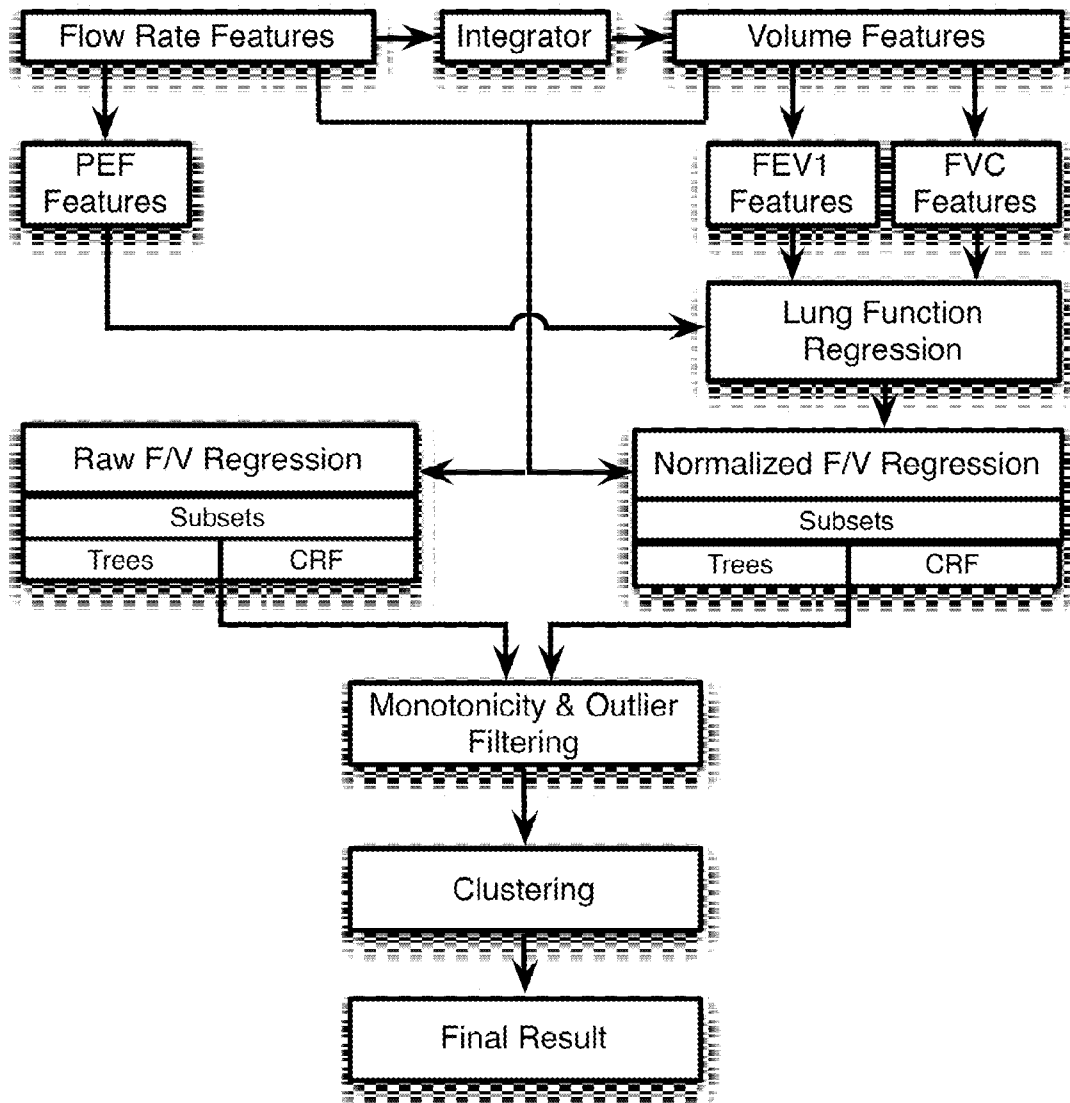 Flow Rate Features
Integrator
Volume Features
PEF
Features
FEV1
Features
FVC
Features
Lung Function
Regression
Raw F/V Regression
Subsets
Trees
CRF
Normalized F/V Regression
Subsets
Trees
CRF
Monotonicity & Outlier
Filtering
Clustering
Final Result